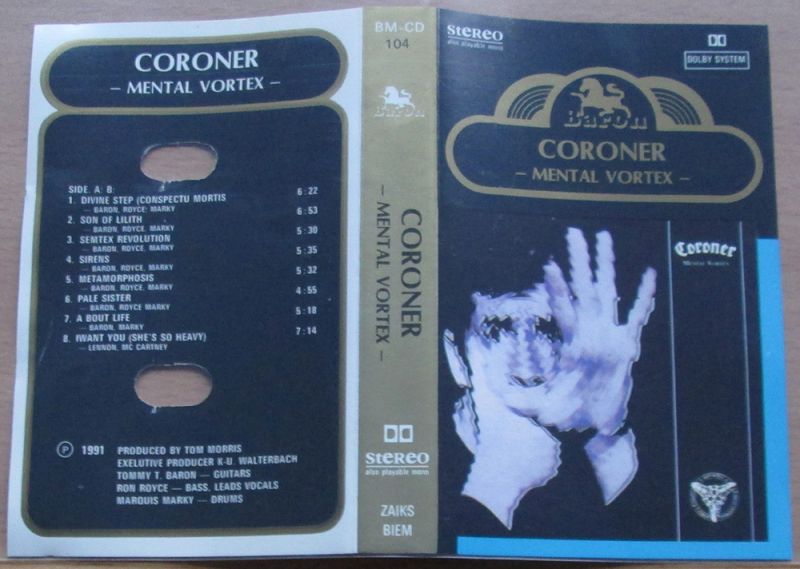 CORONER
– MENTAL VORTEX –
SIDE. A: B:
1. DIVINE STEP (CONSPECTU MORTIS 6:22
— BARON, ROYCE: MARKY
2. SON OF LILITH 6:53
— BARON, ROYCE, MARKY
3. SEMTEX REVOLUTION 5:30
— BARON, ROYCE, MARKY
4. SIRENS 5:35
— BARON, ROYCE, MARKY
5. METAMORPHOSIS 5:32
— BARON, ROYCE, MARKY
6. PALE SISTER 4:55
— BARON, ROYCE MARKY
7. A BOUT LIFE 5:18
— BARON, MARKY
8. IWANT YOU (SHE'S SO HEAVY) 7:14
— LENNON, MC CARTNEY
Ⓟ 1991 PRODUCED BY TOM MORRIS
EXELUTIVE PRODUCER K-U. WALTERBACH
TOMMY T. BARON — GUITARS
RON ROYCE — BASS, LEADS VOCALS
MARQUIS MARKY — DRUMS
BM-CD
104
BarOn
CORONER
– MENTAL VORTEX –
STEREO
also playable mono
ZAIKS
BIEM
STEREO
also playable mono
DOLBY SYSTEM
BarOn
CORONER
– MENTAL VORTEX –
Coroner
MENTAL VORTEX